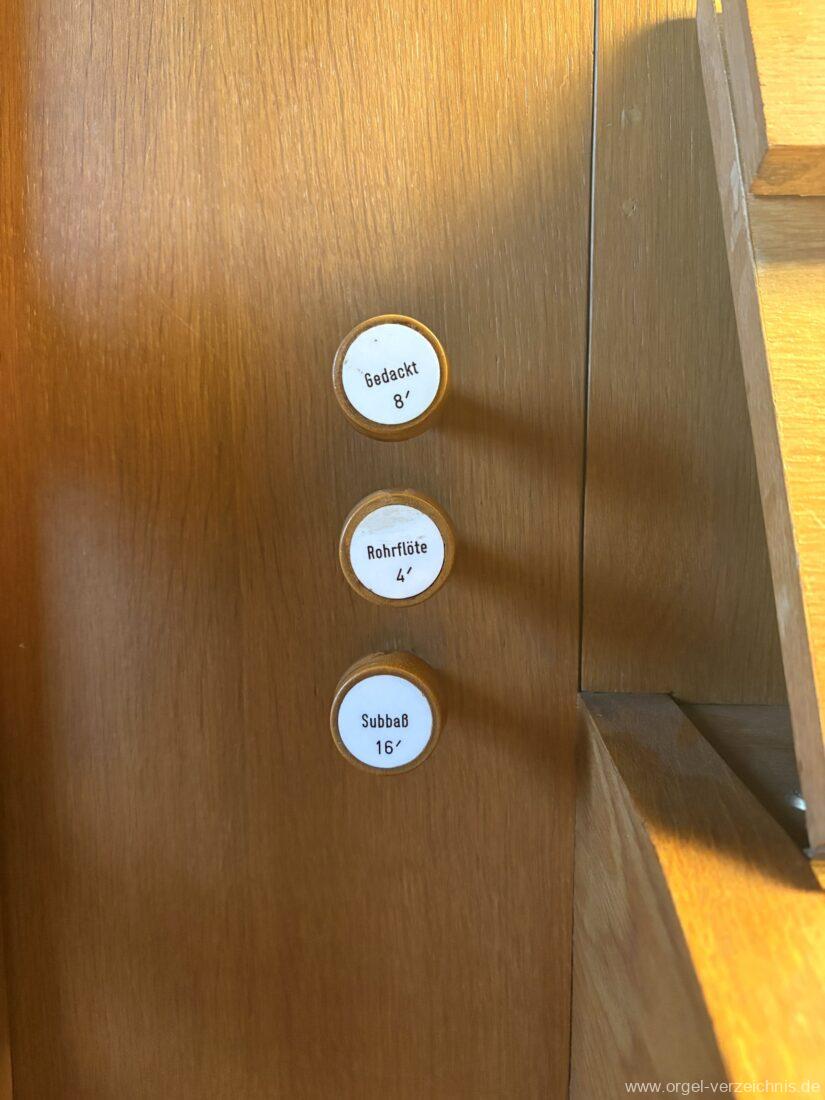 Gedackt
8′
Rohrflöte
4′
Subbaß
16′
www.orgel-verzeichnis.de